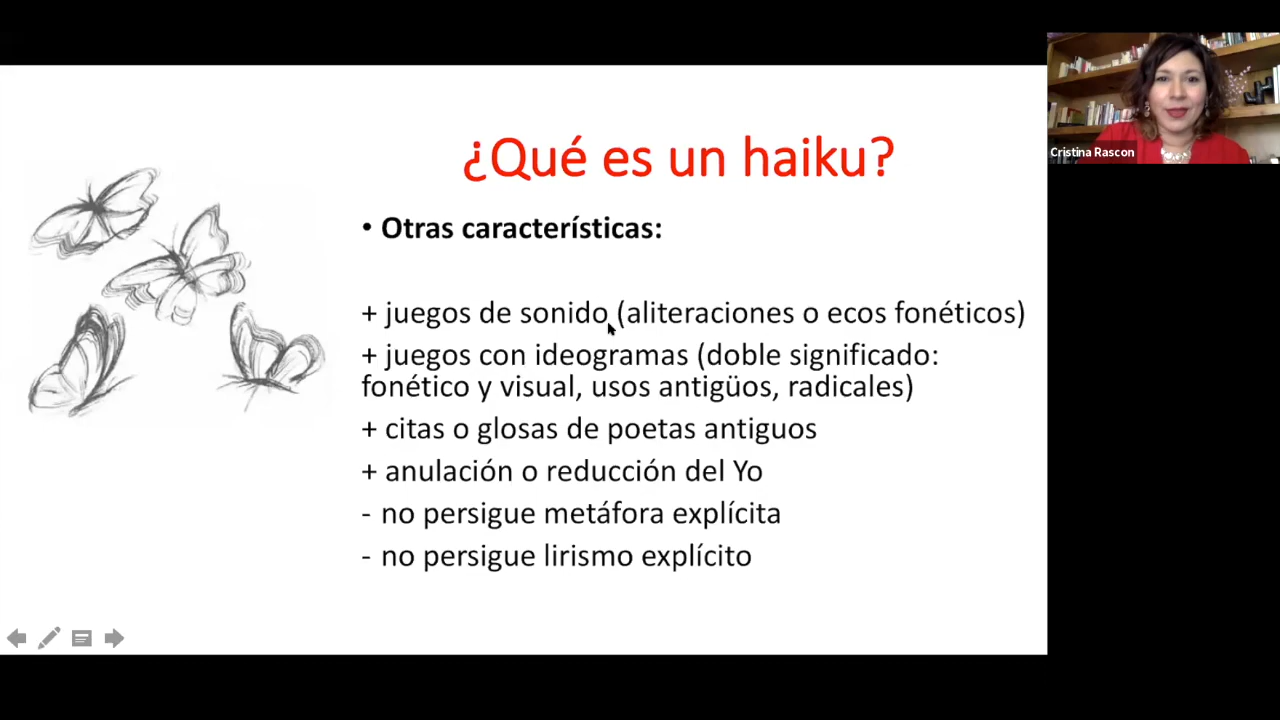 ¿Qué es un haiku?
• Otras características:
+ juegos de sonido (aliteraciones o ecos fonéticos)
+ juegos con ideogramas (doble significado:
fonético y visual, usos antigüos, radicales)
+ citas o glosas de poetas antiguos
+ anulación o reducción del Yo
- no persigue metáfora explícita
- no persigue lirismo explícito
Cristina Rascon